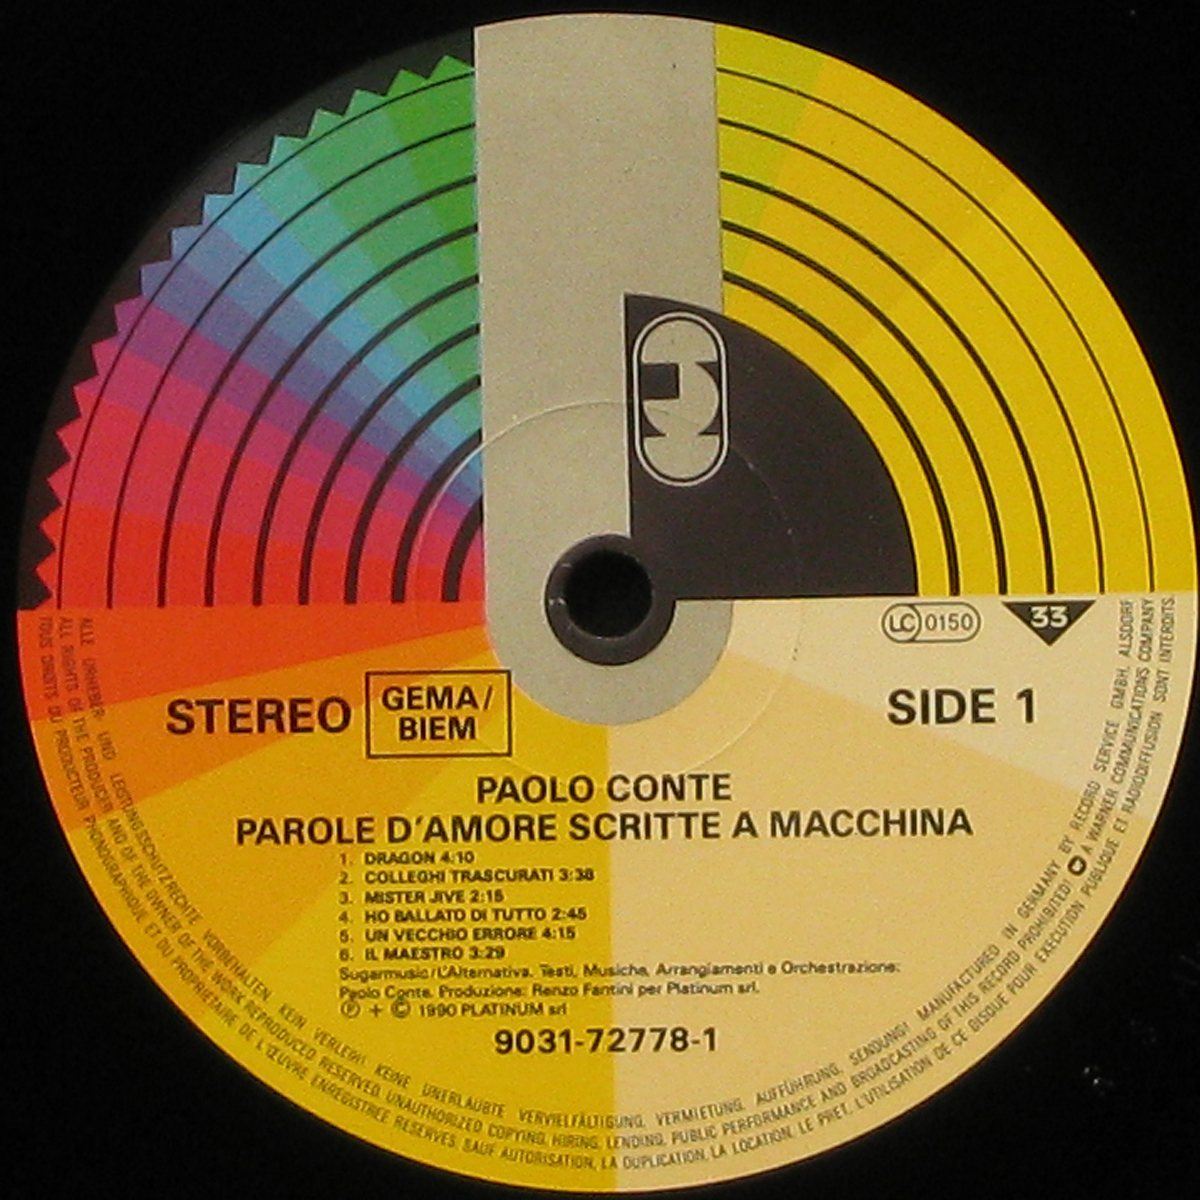 LC 0150
33
STEREO
GEMA/
BIEM
SIDE 1
PAOLO CONTE
PAROLE D'AMORE SCRITTE A MACCHINA
1. DRAGON 4:10
2. COLLEGHI TRASCURATI 3:38
3. MISTER JIVE 2:15
4. HO BALLATO DI TUTTO 2:45
5. UN VECCHIO ERRORE 4:15
6. IL MAESTRO 3:29
Sugarmusic/L'Alternativa. Testi, Musiche, Arrangiamenti e Orchestrazione:
Paolo Conte. Produzione: Renzo Fantini per Platinum srl.
℗ + © 1990 PLATINUM srl
9031-72778-1
ALLE URHEBER- UND LEISTUNGSSCHUTZRECHTE VORBEHALTEN. KEIN VERLEIH! KEINE UNERLAUBTE VERVIELFÄLTIGUNG, VERMIETUNG, AUFFÜHRUNG, SENDUNG! MANUFACTURED IN GERMANY BY RECORD SERVICE GMBH, ALSDORF
ALL RIGHTS OF THE PRODUCER AND OF THE OWNER OF THE WORK REPRODUCED RESERVED. UNAUTHORIZED COPYING, HIRING, LENDING, PUBLIC PERFORMANCE AND BROADCASTING OF THIS RECORD PROHIBITED! A WARNER COMMUNICATIONS COMPANY
TOUS DROITS DU PRODUCTEUR PHONOGRAPHIQUE ET DU PROPRIETAIRE DE L'ŒUVRE ENREGISTREE RESERVES. SAUF AUTORISATION, LA DUPLICATION, LA LOCATION, LE PRET, L'UTILISATION DE CE DISQUE POUR EXECUTION PUBLIQUE ET RADIODIFFUSION SONT INTERDITS.